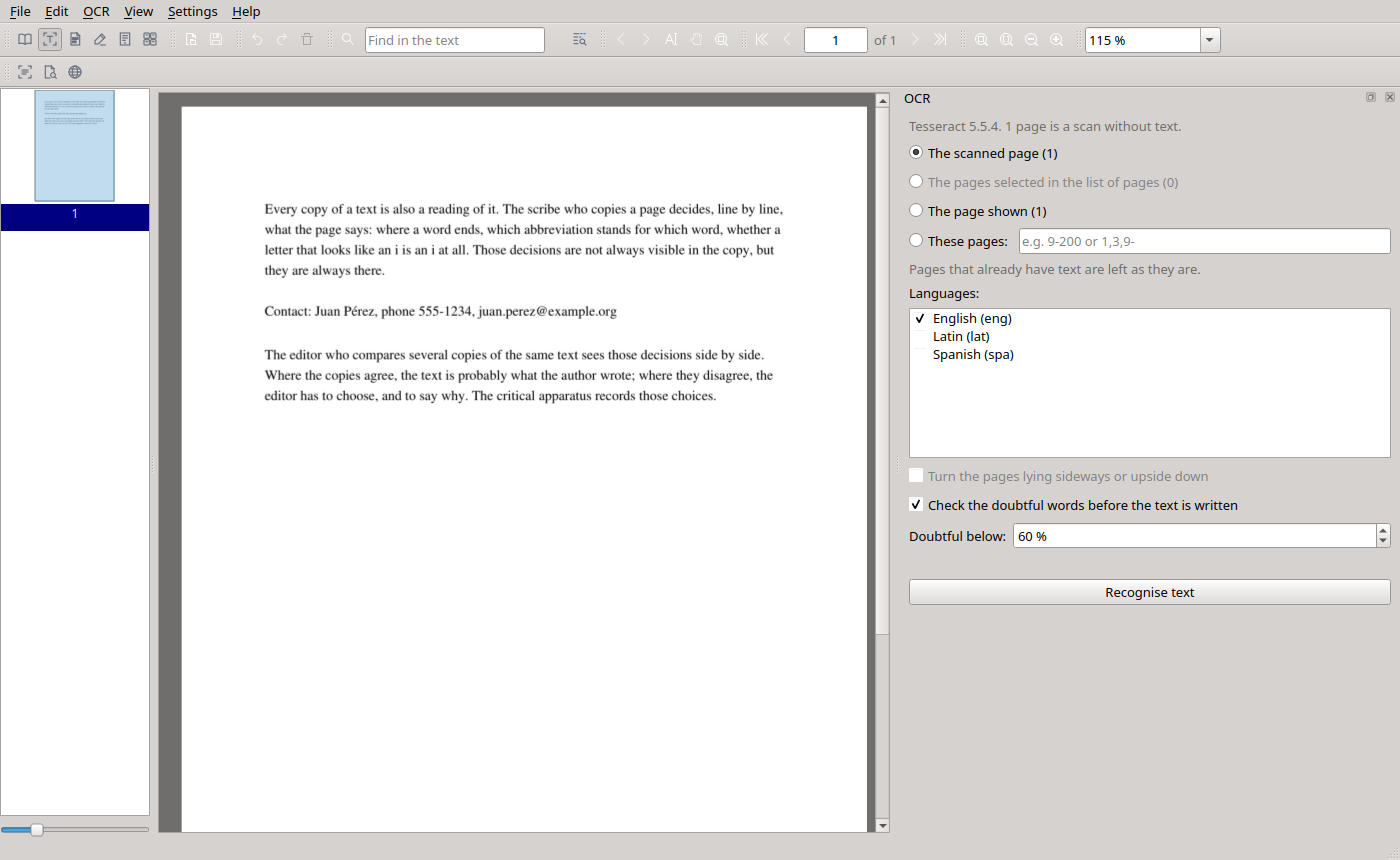 File Edit OCR View Settings Help
Find in the text
1 of 1
115 %
OCR
Tesseract 5.5.4. 1 page is a scan without text.
The scanned page (1)
The pages selected in the list of pages (0)
The page shown (1)
These pages: e.g. 9-200 or 1,3,9-
Pages that already have text are left as they are.
Languages:
English (eng)
Latin (lat)
Spanish (spa)
Turn the pages lying sideways or upside down
Check the doubtful words before the text is written
Doubtful below: 60 %
Recognise text
1
Every copy of a text is also a reading of it. The scribe who copies a page decides, line by line,
what the page says: where a word ends, which abbreviation stands for which word, whether a
letter that looks like an i is an i at all. Those decisions are not always visible in the copy, but
they are always there.
Contact: Juan Pérez, phone 555-1234, juan.perez@example.org
The editor who compares several copies of the same text sees those decisions side by side.
Where the copies agree, the text is probably what the author wrote; where they disagree, the
editor has to choose, and to say why. The critical apparatus records those choices.